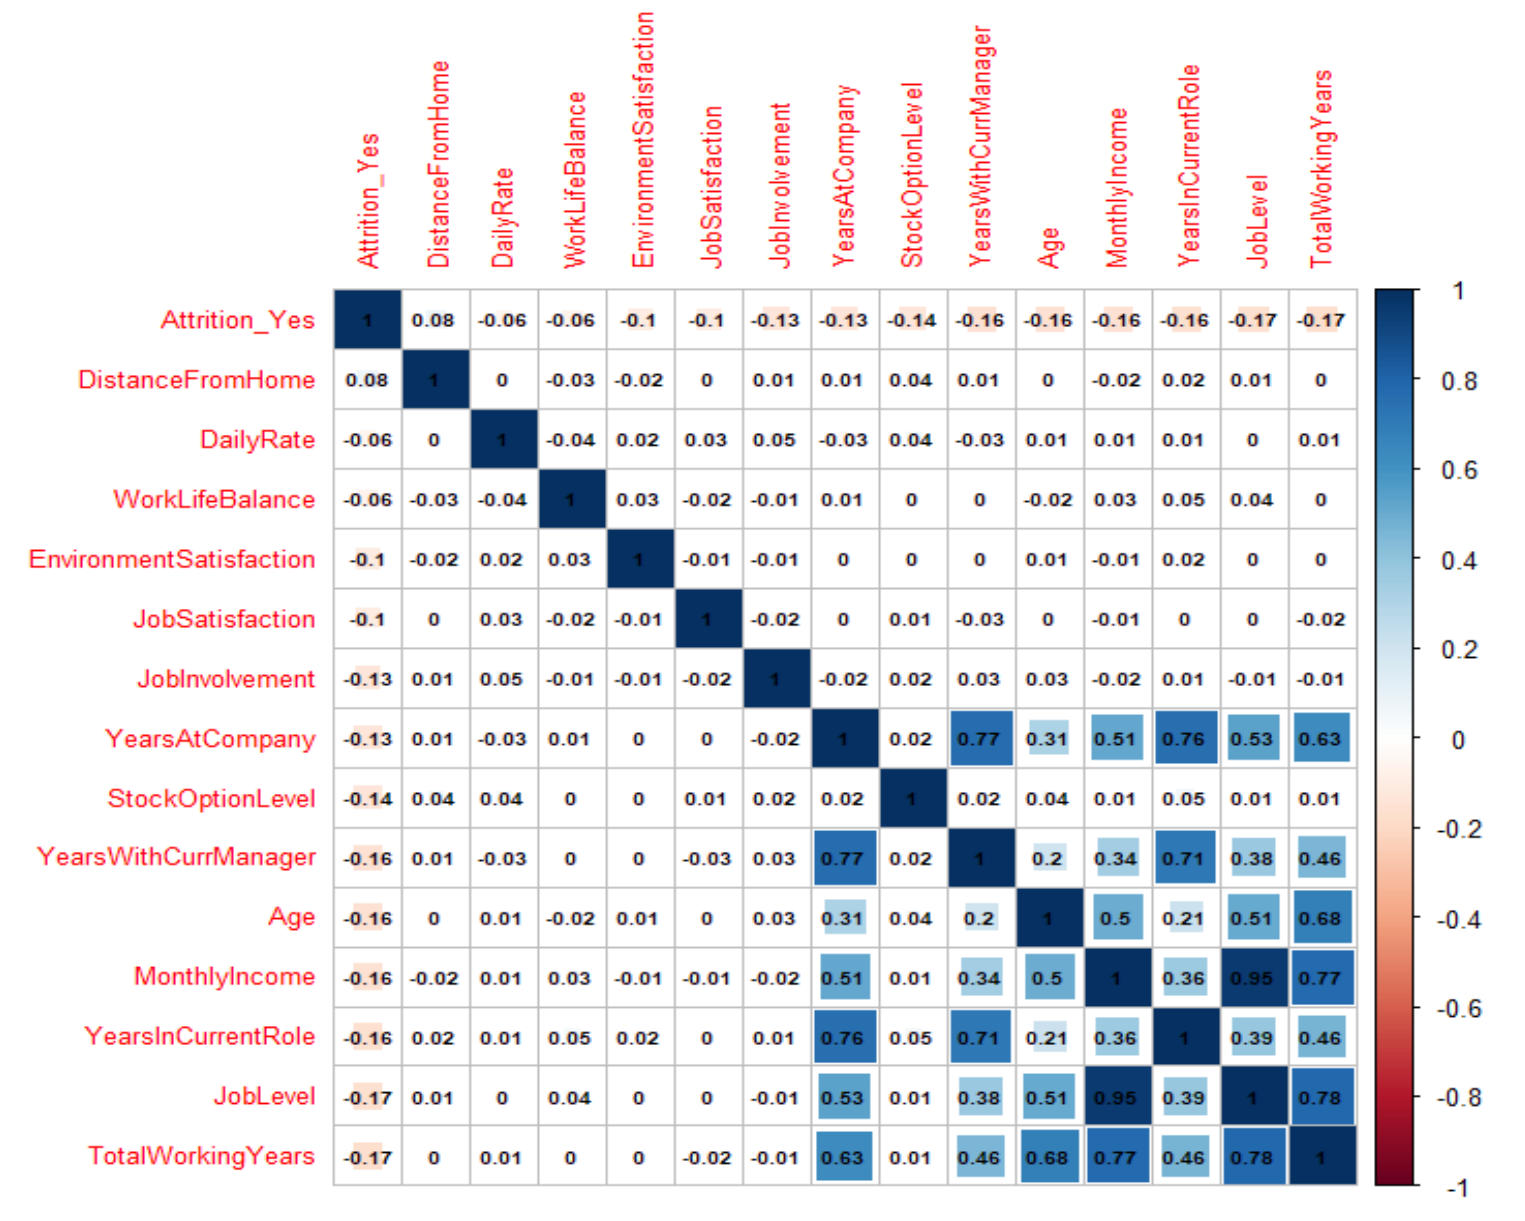 Attrition_Yes DistanceFromHome DailyRate WorkLifeBalance EnvironmentSatisfaction JobSatisfaction JobInvolvement YearsAtCompany StockOptionLevel YearsWithCurrManager Age MonthlyIncome YearsInCurrentRole JobLevel TotalWorkingYears
Attrition_Yes 1 0.08 -0.06 -0.06 -0.1 -0.1 -0.13 -0.13 -0.14 -0.16 -0.16 -0.16 -0.16 -0.17 -0.17
DistanceFromHome 0.08 1 0 -0.03 -0.02 0 0.01 0.01 0.04 0.01 0 -0.02 0.02 0.01 0
DailyRate -0.06 0 1 -0.04 0.02 0.03 0.05 -0.03 0.04 -0.03 0.01 0.01 0.01 0 0.01
WorkLifeBalance -0.06 -0.03 -0.04 1 0.03 -0.02 -0.01 0.01 0 0 -0.02 0.03 0.05 0.04 0
EnvironmentSatisfaction -0.1 -0.02 0.02 0.03 1 -0.01 -0.01 0 0 0 0.01 -0.01 0.02 0 0
JobSatisfaction -0.1 0 0.03 -0.02 -0.01 1 -0.02 0 0.01 -0.03 0 -0.01 0 0 -0.02
JobInvolvement -0.13 0.01 0.05 -0.01 -0.01 -0.02 1 -0.02 0.02 0.03 0.03 -0.02 0.01 -0.01 -0.01
YearsAtCompany -0.13 0.01 -0.03 0.01 0 0 -0.02 1 0.02 0.77 0.31 0.51 0.76 0.53 0.63
StockOptionLevel -0.14 0.04 0.04 0 0 0.01 0.02 0.02 1 0.02 0.04 0.01 0.05 0.01 0.01
YearsWithCurrManager -0.16 0.01 -0.03 0 0 -0.03 0.03 0.77 0.02 1 0.2 0.34 0.71 0.38 0.46
Age -0.16 0 0.01 -0.02 0.01 0 0.03 0.31 0.04 0.2 1 0.5 0.21 0.51 0.68
MonthlyIncome -0.16 -0.02 0.01 0.03 -0.01 -0.01 -0.02 0.51 0.01 0.34 0.5 1 0.36 0.95 0.77
YearsInCurrentRole -0.16 0.02 0.01 0.05 0.02 0 0.01 0.76 0.05 0.71 0.21 0.36 1 0.39 0.46
JobLevel -0.17 0.01 0 0.04 0 0 -0.01 0.53 0.01 0.38 0.51 0.95 0.39 1 0.78
TotalWorkingYears -0.17 0 0.01 0 0 -0.02 -0.01 0.63 0.01 0.46 0.68 0.77 0.46 0.78 1
1
0.8
0.6
0.4
0.2
0
-0.2
-0.4
-0.6
-0.8
-1